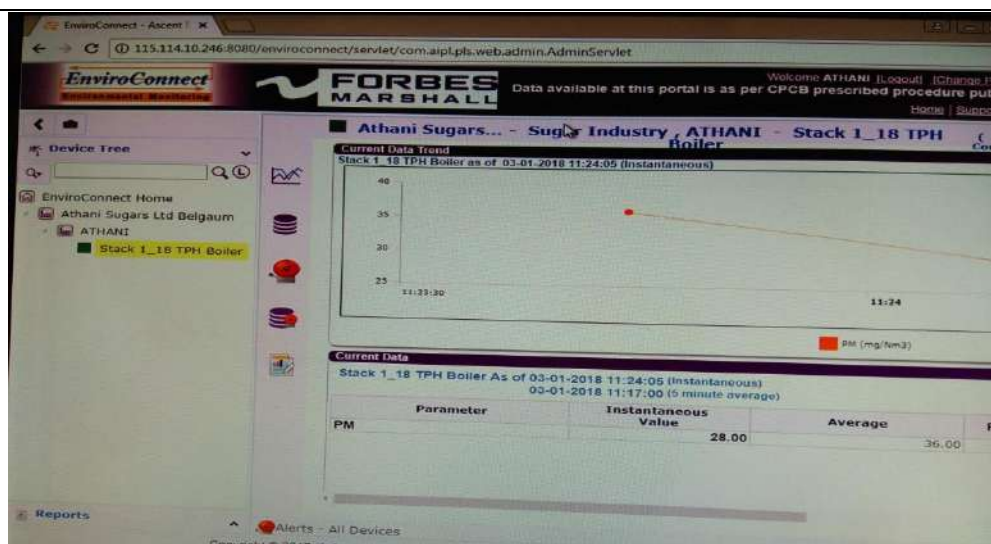 EnviroConnect - Ascent
115.114.10.246:8080/enviroconnect/servlet/com.aipl.pls.web.admin.AdminServlet
EnviroConnect
Environmental Monitoring
FORBES
MARSHALL
Welcome ATHANI [Logout] [Change
Data available at this portal is as per CPCB prescribed procedure
Home | Suppo
Device Tree
EnviroConnect Home
Athani Sugars Ltd Belgaum
ATHANI
Stack 1_18 TPH Boiler
Athani Sugars... - Sugar Industry , ATHANI - Stack 1_18 TPH (
Boiler
Current Data Trend
Stack 1_18 TPH Boiler as of 03-01-2018 11:24:05 (Instantaneous)
40
35
30
25
11:23:30
11:24
PM (mg/Nm3)
Current Data
Stack 1_18 TPH Boiler As of 03-01-2018 11:24:05 (Instantaneous)
03-01-2018 11:17:00 (5 minute average)
Parameter Instantaneous Value Average
PM 28.00 36.00
Reports
Alerts - All Devices